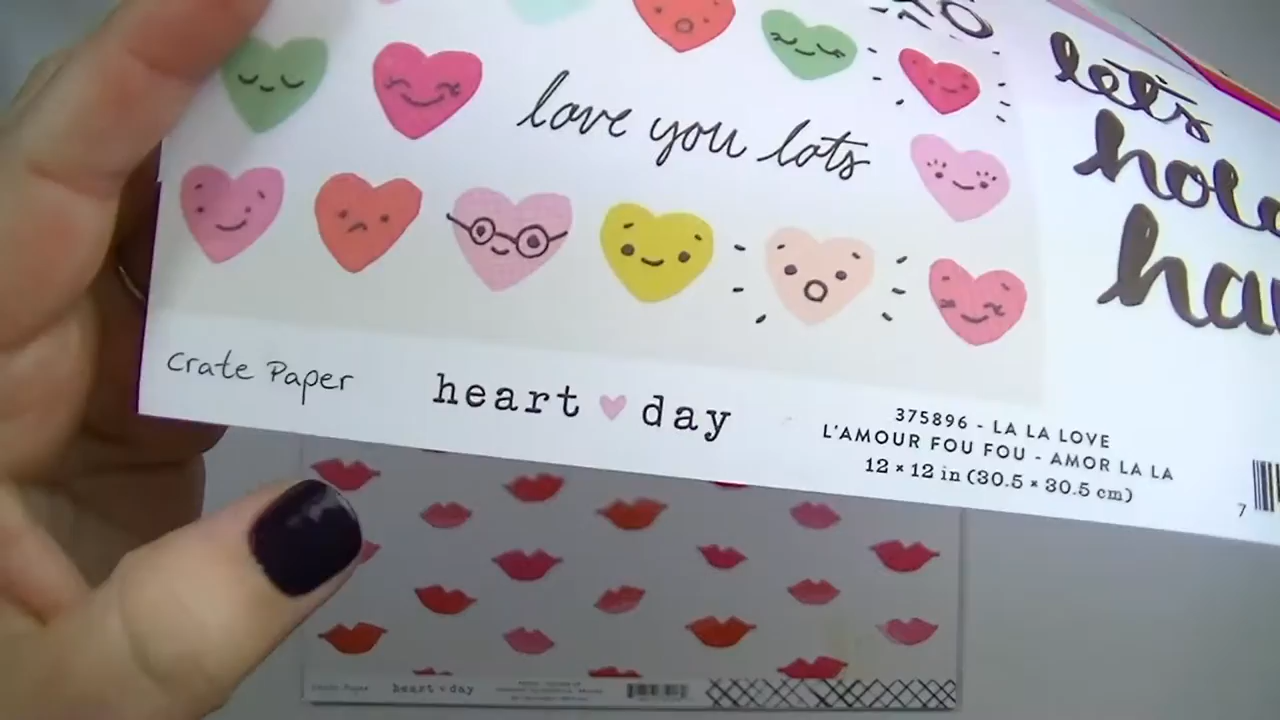 love you lots
let's
Crate Paper
heart day
375896 - LA LA LOVE
L'AMOUR FOU FOU - AMOR LA LA
12 × 12 in (30.5 × 30.5 cm)
7
Crate Paper
heart day